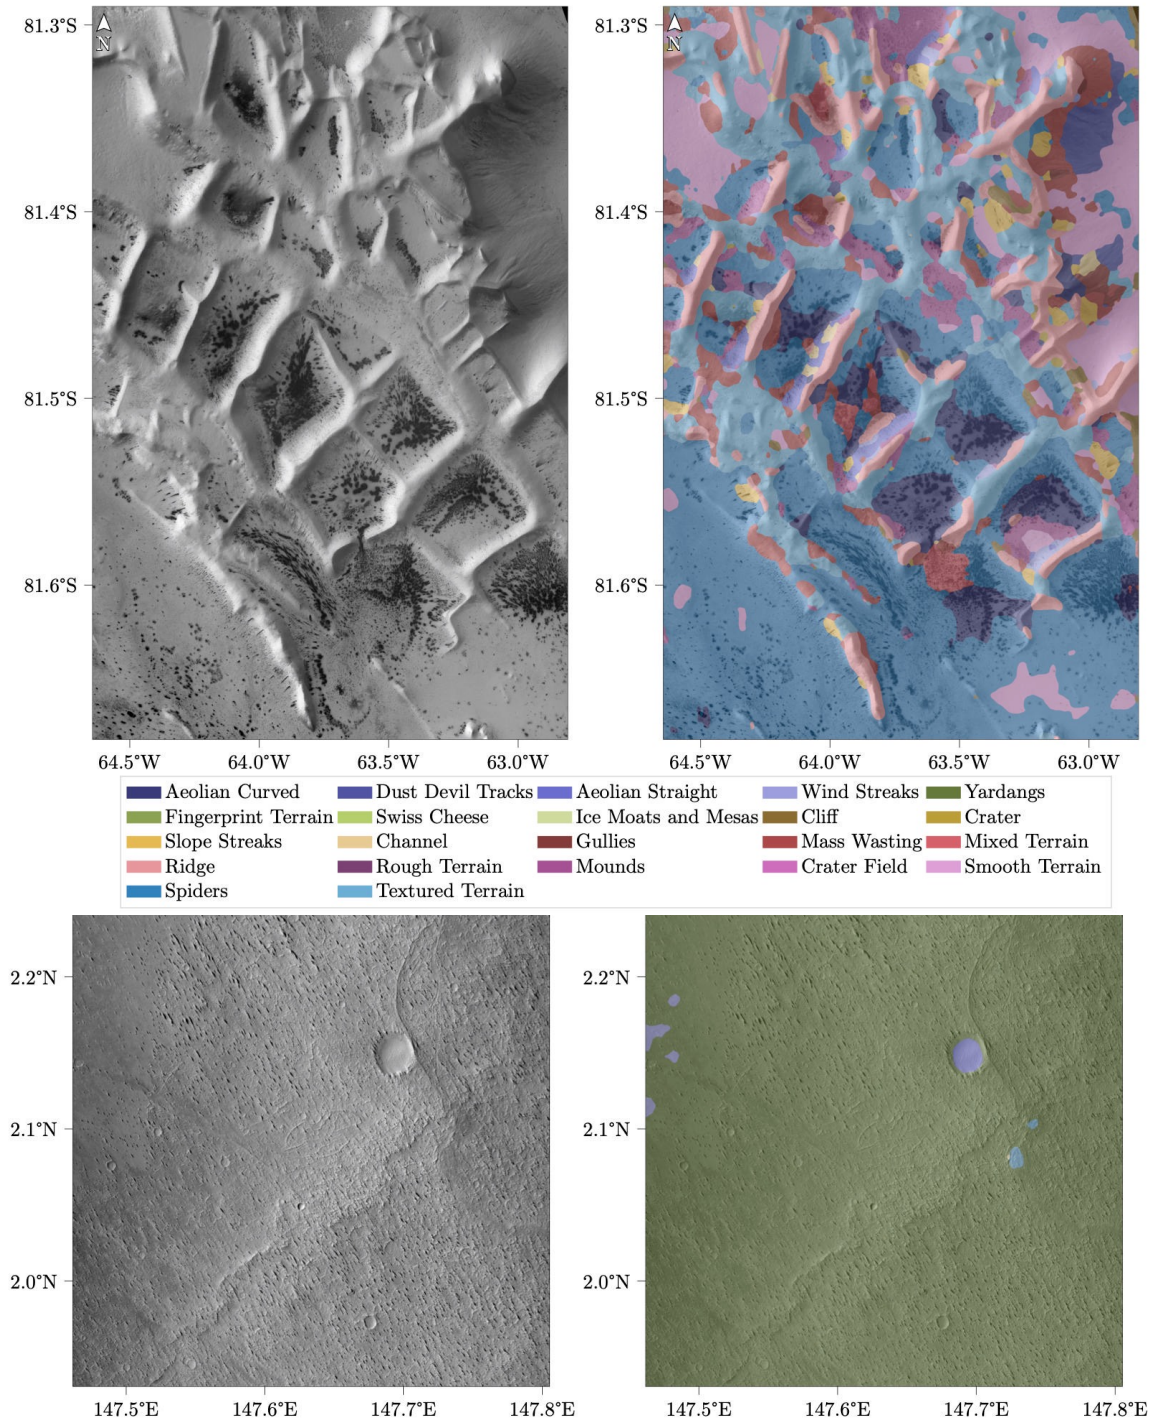 N
N
81.3°S
81.3°S
81.4°S
81.4°S
81.5°S
81.5°S
81.6°S
81.6°S
64.5°W 64.0°W 63.5°W 63.0°W
64.5°W 64.0°W 63.5°W 63.0°W
Aeolian Curved Dust Devil Tracks Aeolian Straight Wind Streaks Yardangs
Fingerprint Terrain Swiss Cheese Ice Moats and Mesas Cliff Crater
Slope Streaks Channel Gullies Mass Wasting Mixed Terrain
Ridge Rough Terrain Mounds Crater Field Smooth Terrain
Spiders Textured Terrain
2.2°N
2.2°N
2.1°N
2.1°N
2.0°N
2.0°N
147.5°E 147.6°E 147.7°E 147.8°E
147.5°E 147.6°E 147.7°E 147.8°E